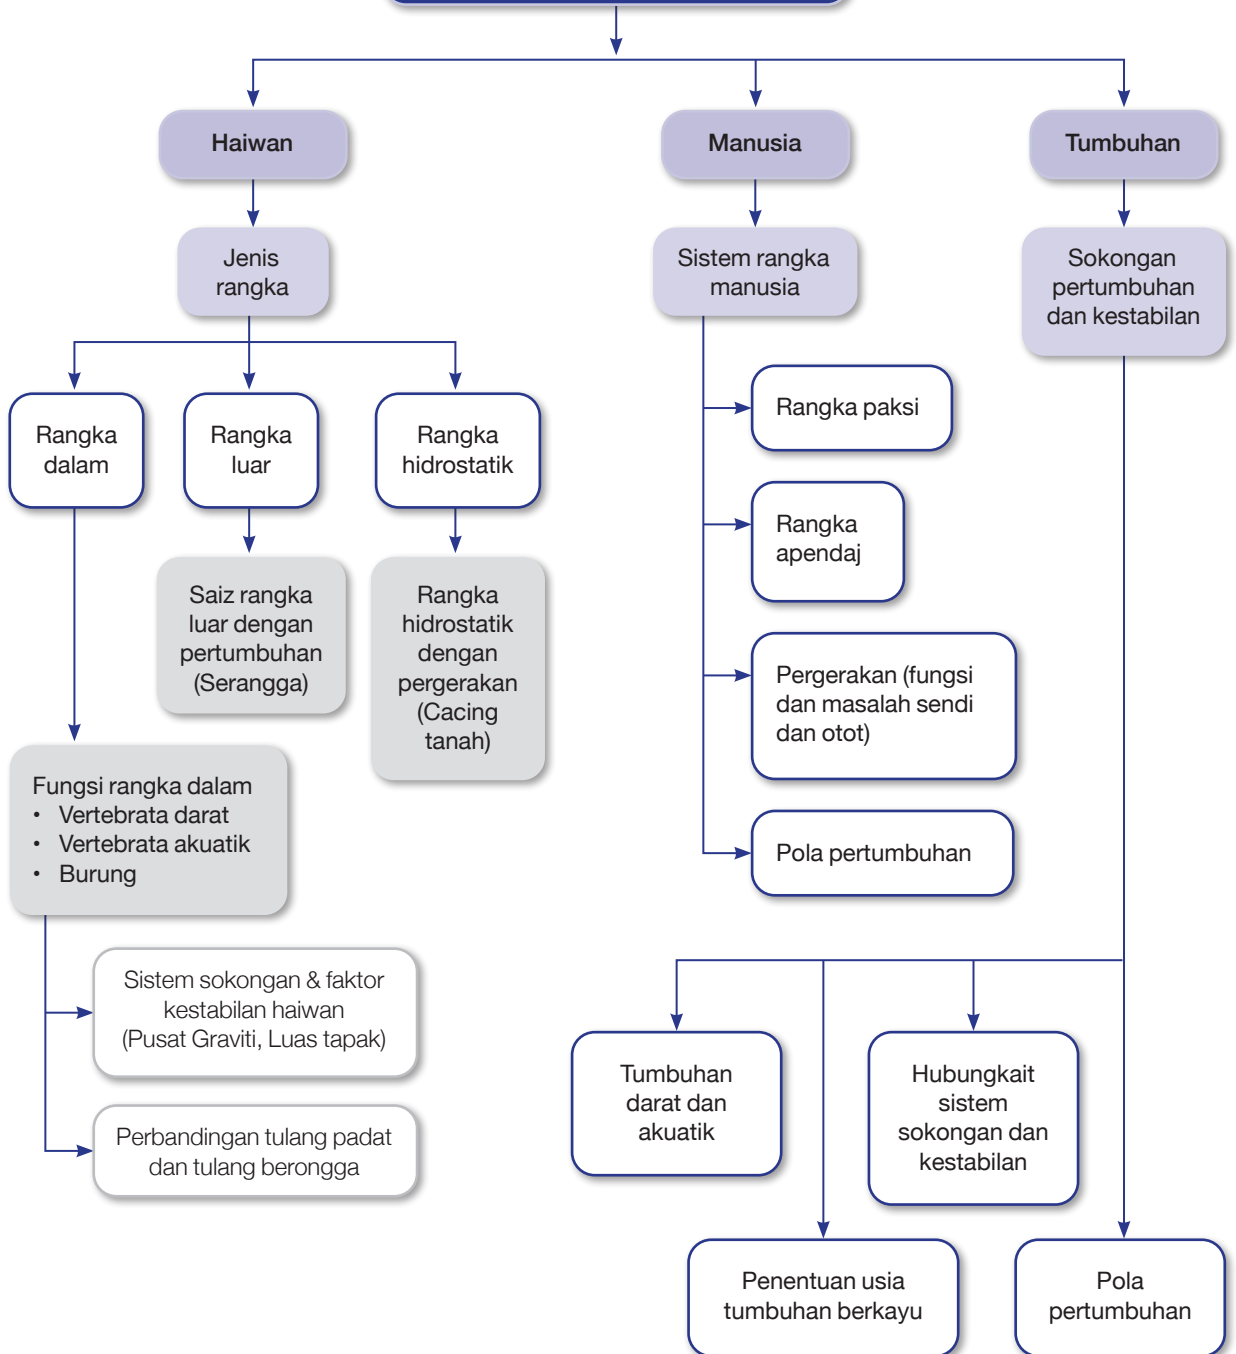 Haiwan
Manusia
Tumbuhan
Jenis
rangka
Sistem rangka
manusia
Sokongan
pertumbuhan
dan kestabilan
Rangka
dalam
Rangka
luar
Rangka
hidrostatik
Saiz rangka
luar dengan
pertumbuhan
(Serangga)
Rangka
hidrostatik
dengan
pergerakan
(Cacing
tanah)
Fungsi rangka dalam
• Vertebrata darat
• Vertebrata akuatik
• Burung
Sistem sokongan & faktor
kestabilan haiwan
(Pusat Graviti, Luas tapak)
Perbandingan tulang padat
dan tulang berongga
Rangka paksi
Rangka
apendaj
Pergerakan (fungsi
dan masalah sendi
dan otot)
Pola pertumbuhan
Tumbuhan
darat dan
akuatik
Hubungkait
sistem
sokongan dan
kestabilan
Penentuan usia
tumbuhan berkayu
Pola
pertumbuhan